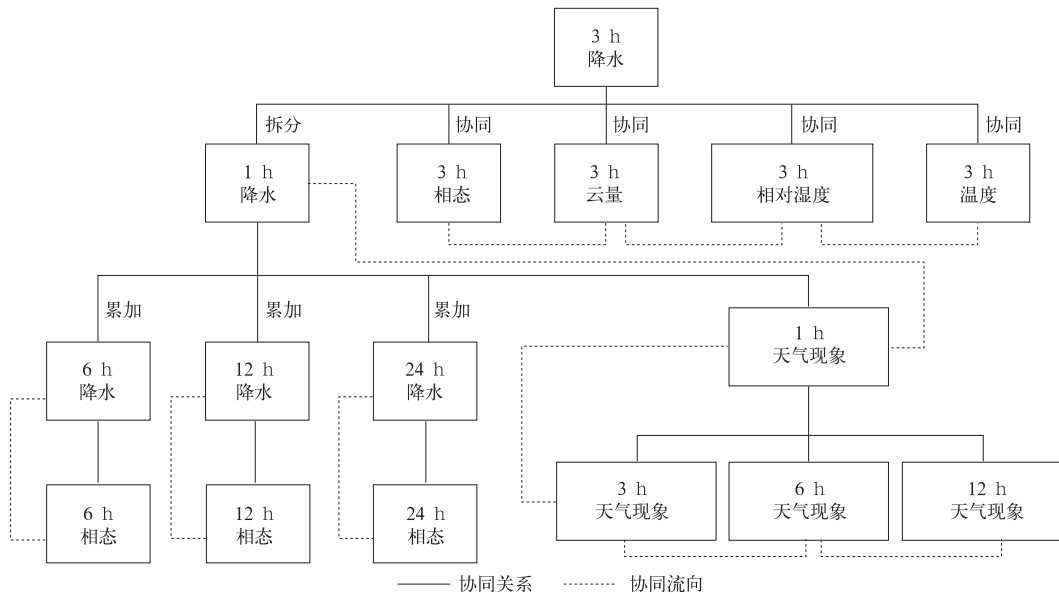 3 h
降水
拆分
协同
协同
协同
协同
1 h
降水
3 h
相态
3 h
云量
3 h
相对湿度
3 h
温度
累加
累加
累加
1 h
天气现象
6 h
降水
12 h
降水
24 h
降水
3 h
天气现象
6 h
天气现象
12 h
天气现象
6 h
相态
12 h
相态
24 h
相态
协同关系
协同流向